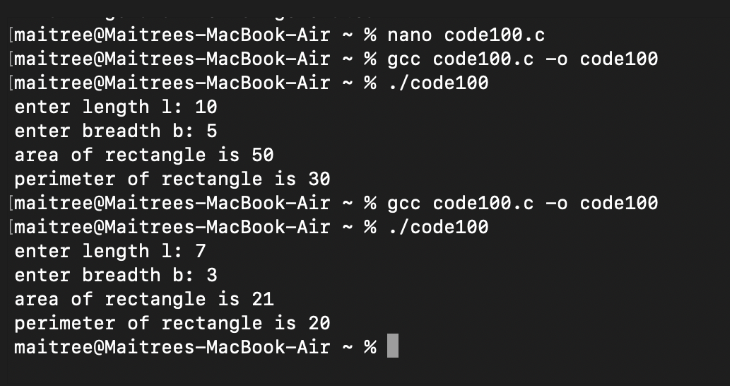 [maitree@Maitrees-MacBook-Air ~ % nano code100.c
[maitree@Maitrees-MacBook-Air ~ % gcc code100.c -o code100
[maitree@Maitrees-MacBook-Air ~ % ./code100
enter length l: 10
enter breadth b: 5
area of rectangle is 50
perimeter of rectangle is 30
[maitree@Maitrees-MacBook-Air ~ % gcc code100.c -o code100
[maitree@Maitrees-MacBook-Air ~ % ./code100
enter length l: 7
enter breadth b: 3
area of rectangle is 21
perimeter of rectangle is 20
maitree@Maitrees-MacBook-Air ~ %